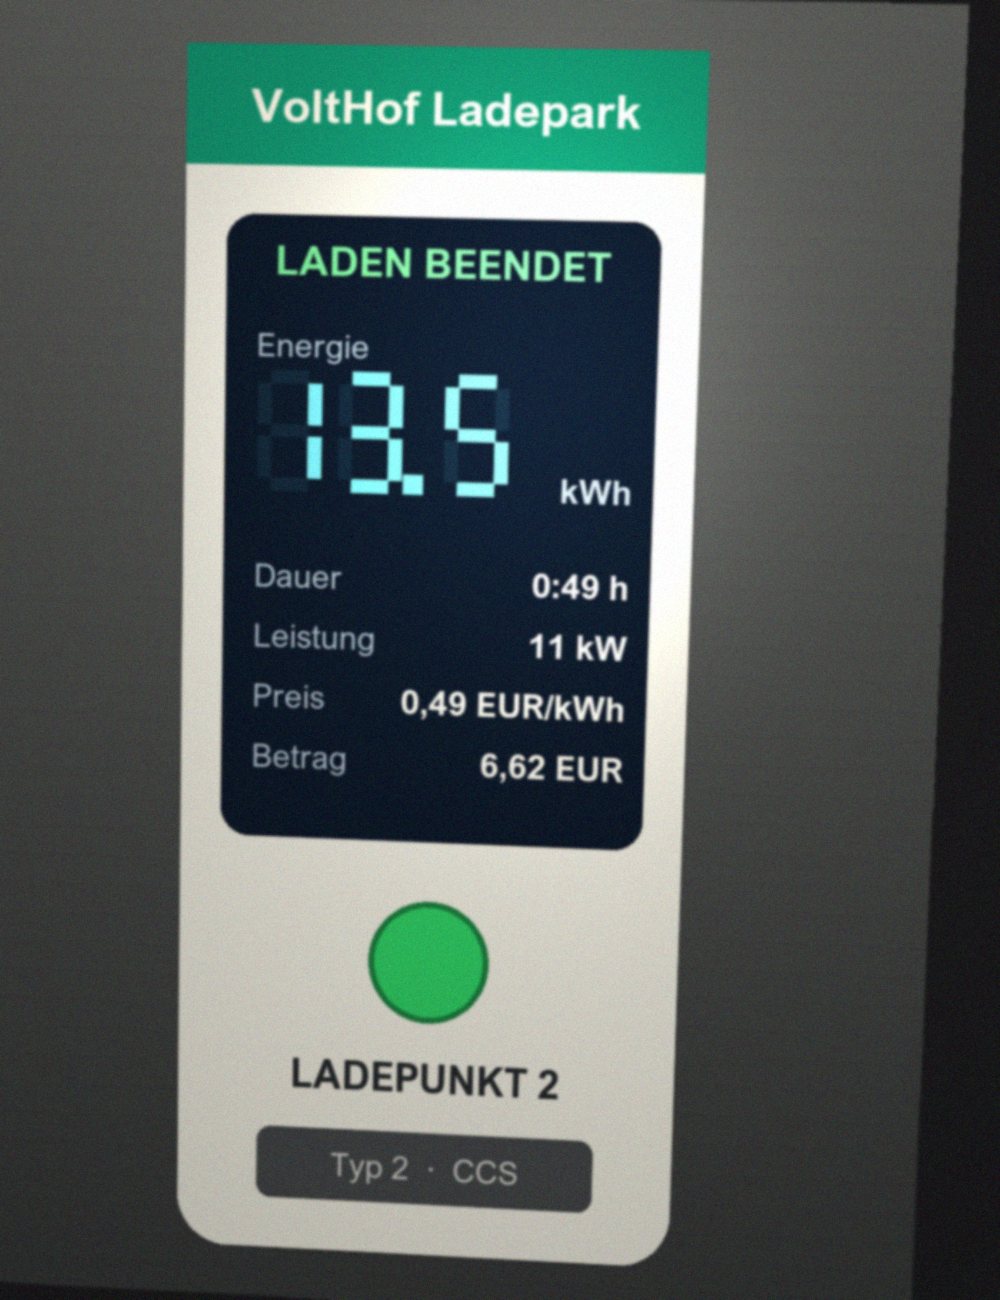 VoltHof Ladepark
LADEN BEENDET
Energie
13.5 kWh
Dauer 0:49 h
Leistung 11 kW
Preis 0,49 EUR/kWh
Betrag 6,62 EUR
LADEPUNKT 2
Typ 2 · CCS